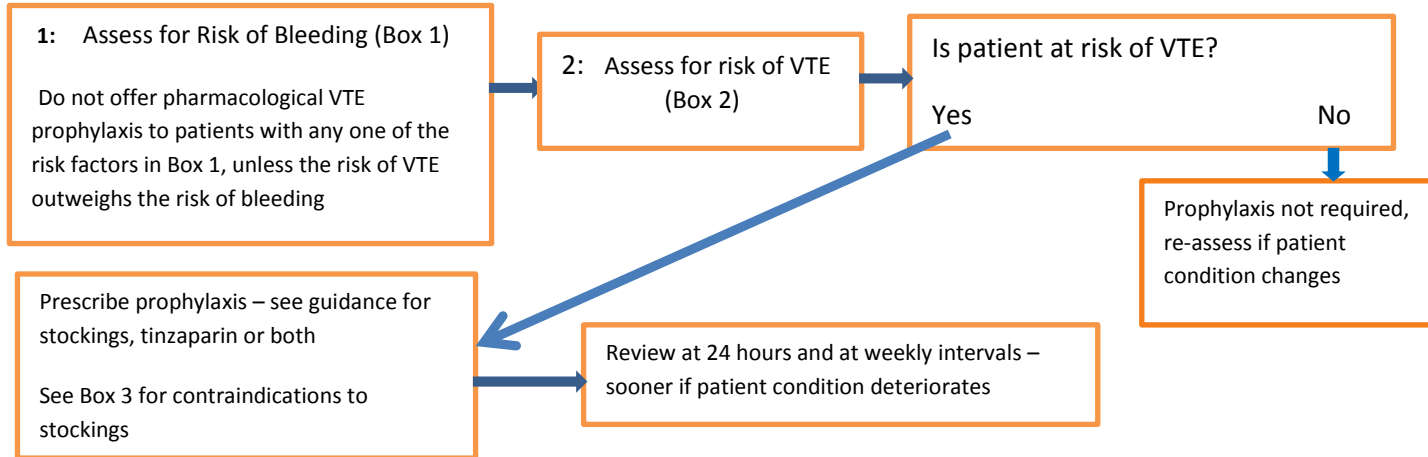 1: Assess for Risk of Bleeding (Box 1)
Do not offer pharmacological VTE
prophylaxis to patients with any one of the
risk factors in Box 1, unless the risk of VTE
outweighs the risk of bleeding
2: Assess for risk of VTE
(Box 2)
Is patient at risk of VTE?
Yes No
Prophylaxis not required,
re-assess if patient
condition changes
Prescribe prophylaxis – see guidance for
stockings, tinzaparin or both
See Box 3 for contraindications to
stockings
Review at 24 hours and at weekly intervals –
sooner if patient condition deteriorates